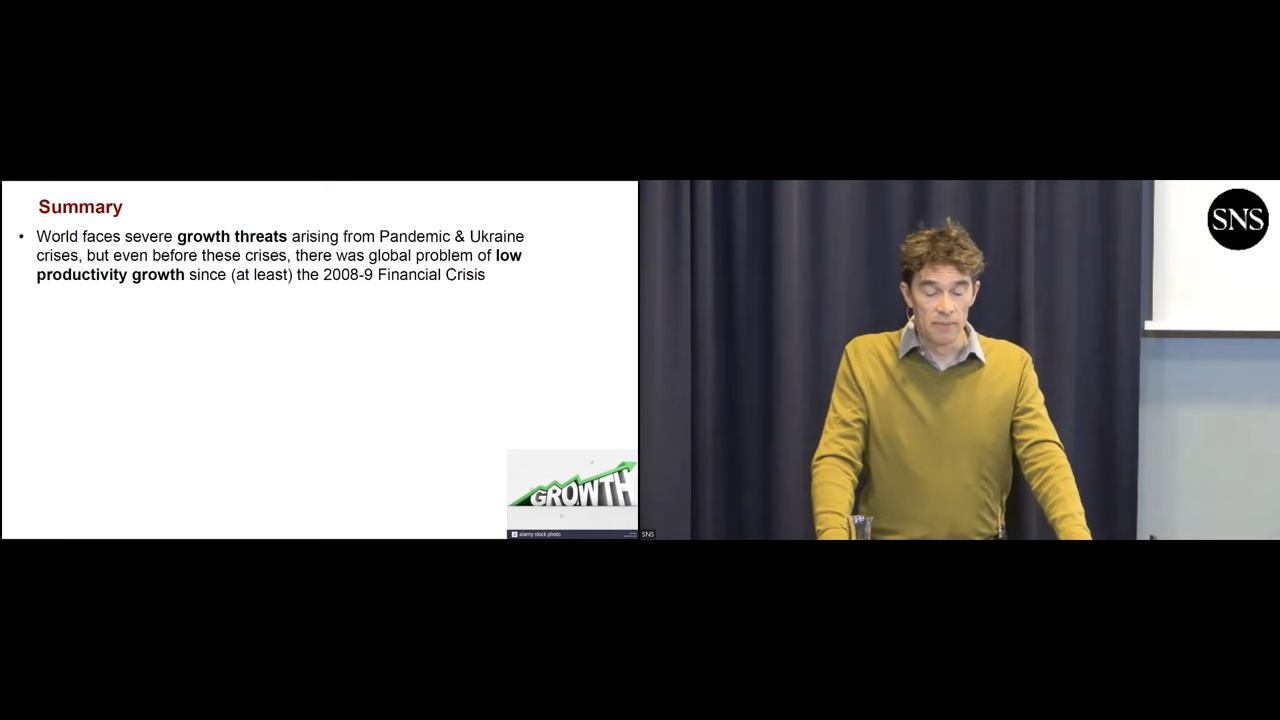 Summary
• World faces severe growth threats arising from Pandemic & Ukraine
crises, but even before these crises, there was global problem of low
productivity growth since (at least) the 2008-9 Financial Crisis
GROWTH
a alamy stock photo
SNS
SNS